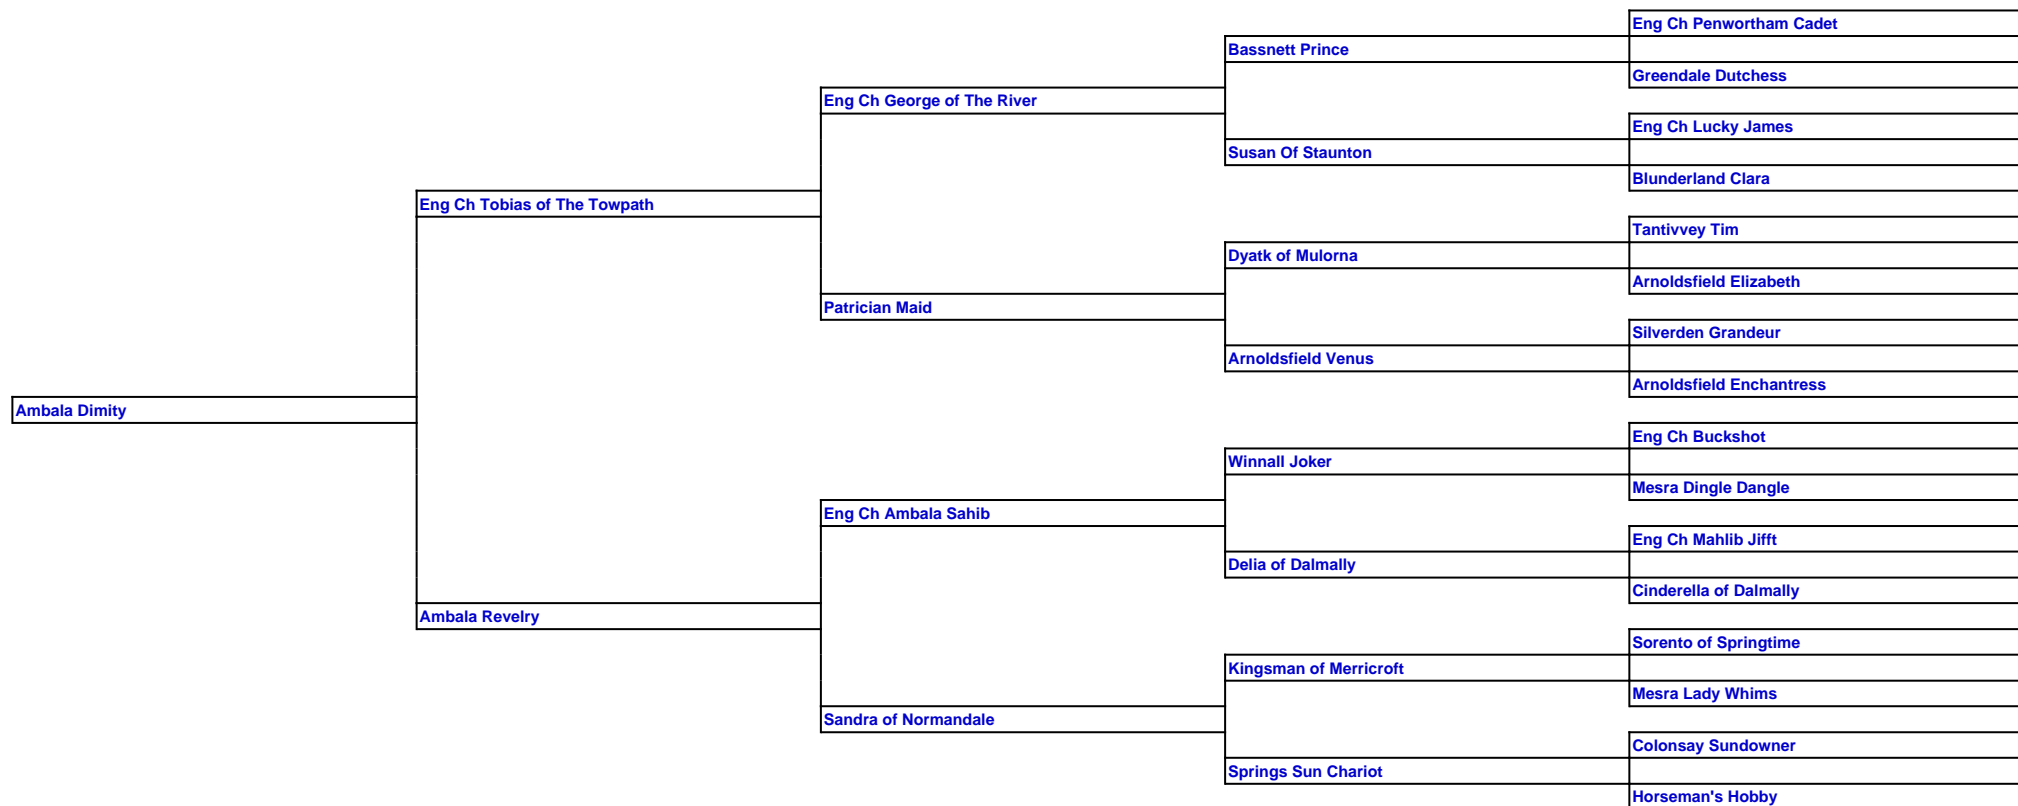 Eng Ch Penwortham Cadet
Bassnett Prince
Greendale Dutchess
Eng Ch George of The River
Eng Ch Lucky James
Susan Of Staunton
Blunderland Clara
Eng Ch Tobias of The Towpath
Tantivvey Tim
Dyatk of Mulorna
Arnoldsfield Elizabeth
Patrician Maid
Silverden Grandeur
Arnoldsfield Venus
Arnoldsfield Enchantress
Ambala Dimity
Eng Ch Buckshot
Winnall Joker
Mesra Dingle Dangle
Eng Ch Ambala Sahib
Eng Ch Mahlib Jifft
Delia of Dalmally
Cinderella of Dalmally
Ambala Revelry
Sorento of Springtime
Kingsman of Merricroft
Mesra Lady Whims
Sandra of Normandale
Colonsay Sundowner
Springs Sun Chariot
Horseman's Hobby